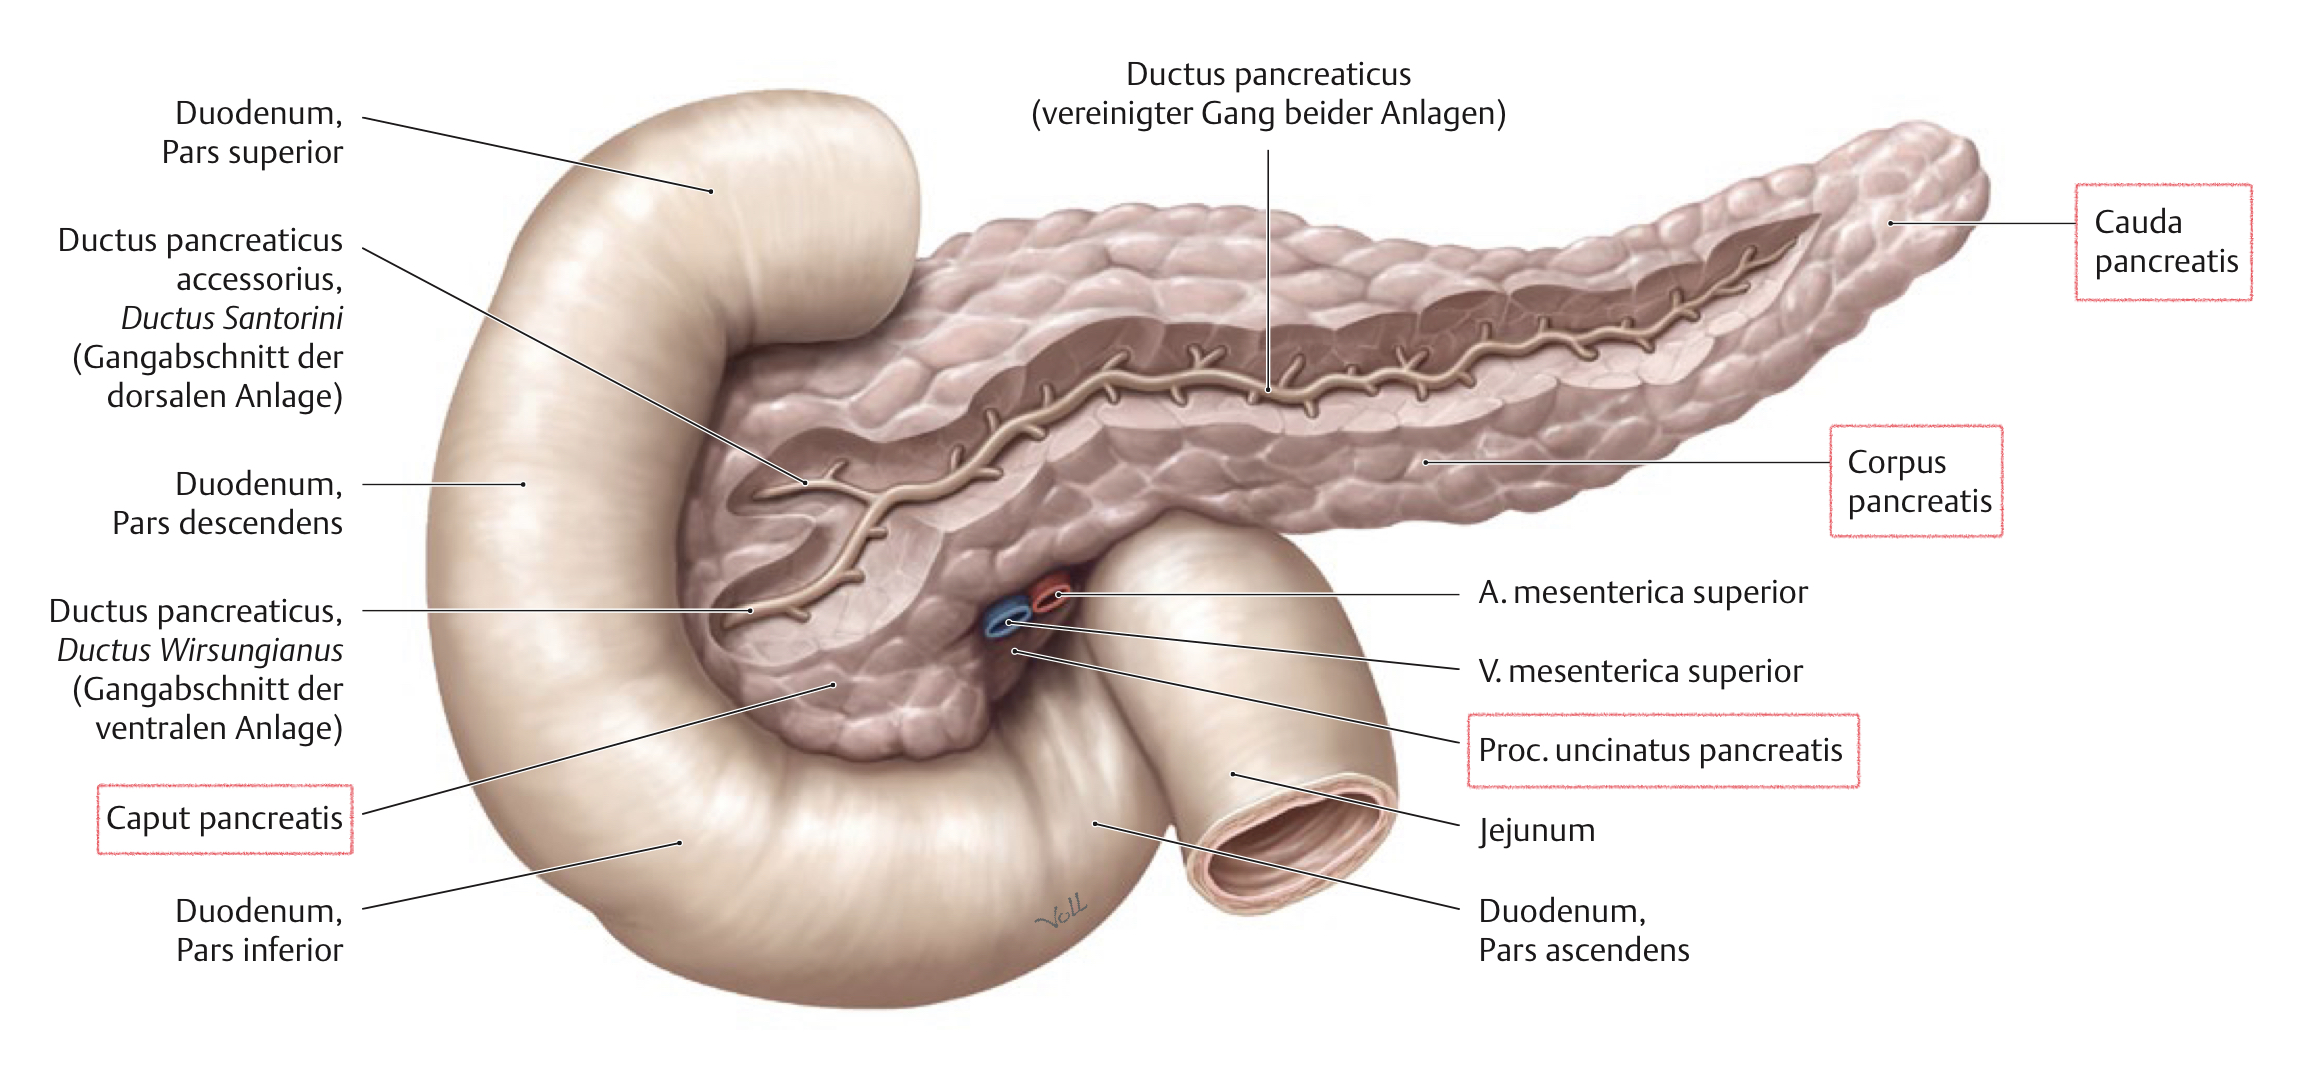 Ductus pancreaticus
(vereinigter Gang beider Anlagen)
Duodenum,
Pars superior
Ductus pancreaticus
accessorius,
Ductus Santorini
(Gangabschnitt der
dorsalen Anlage)
Duodenum,
Pars descendens
Ductus pancreaticus,
Ductus Wirsungianus
(Gangabschnitt der
ventralen Anlage)
Caput pancreatis
Duodenum,
Pars inferior
Cauda
pancreatis
Corpus
pancreatis
A. mesenterica superior
V. mesenterica superior
Proc. uncinatus pancreatis
Jejunum
Duodenum,
Pars ascendens
Voll